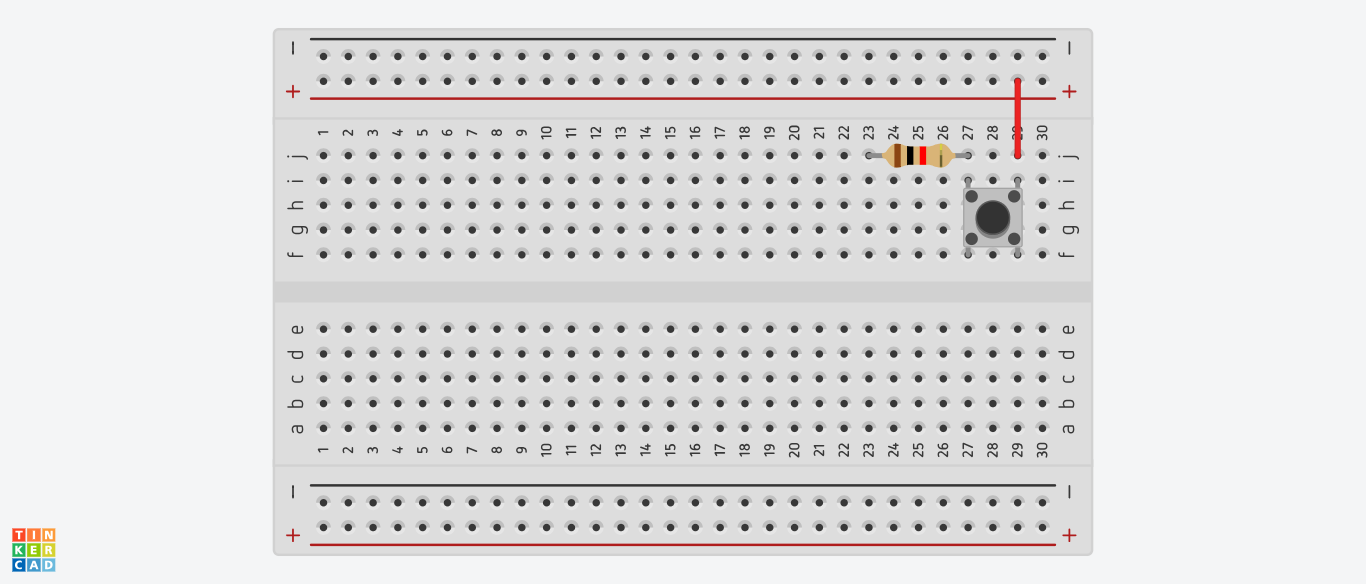 − −
+ +
1 2 3 4 5 6 7 8 9 10 11 12 13 14 15 16 17 18 19 20 21 22 23 24 25 26 27 28 29 30
j j
i i
h h
g g
f f
e e
d d
c c
b b
a a
1 2 3 4 5 6 7 8 9 10 11 12 13 14 15 16 17 18 19 20 21 22 23 24 25 26 27 28 29 30
− −
+ +
TIN
KER
CAD